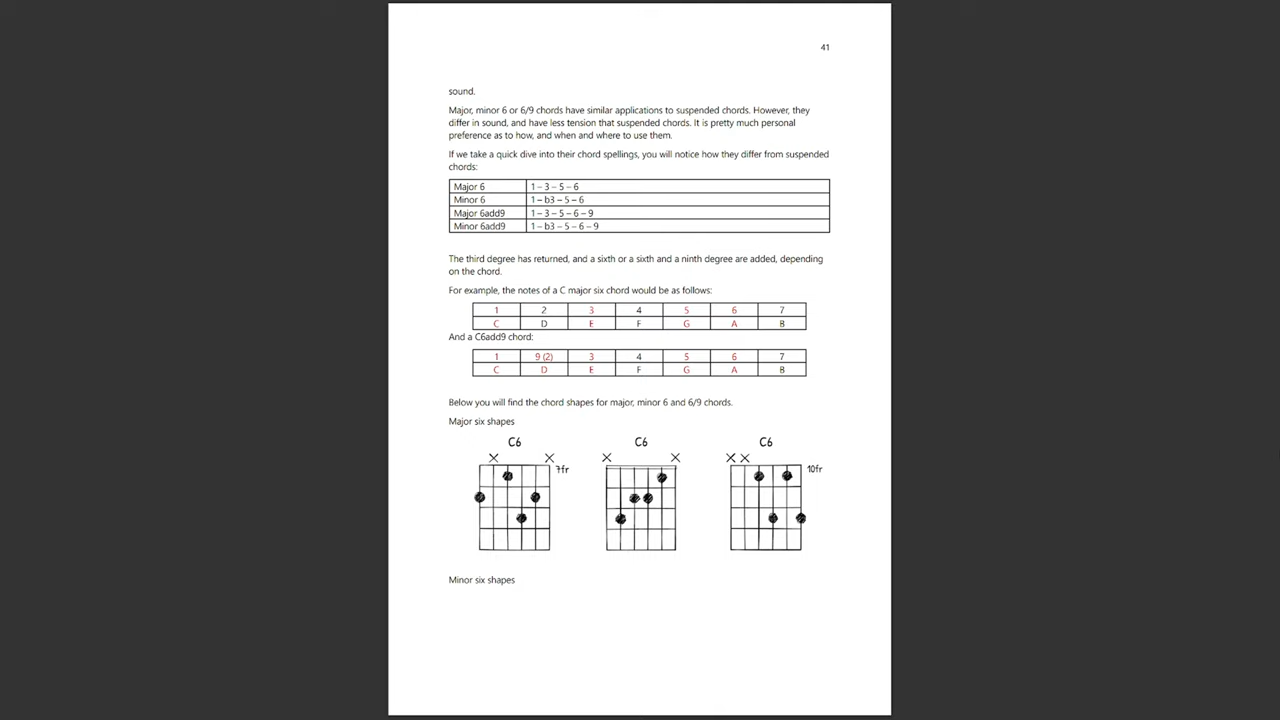 41
sound.
Major, minor 6 or 6/9 chords have similar applications to suspended chords. However, they
differ in sound, and have less tension that suspended chords. It is pretty much personal
preference as to how, and when and where to use them.
If we take a quick dive into their chord spellings, you will notice how they differ from suspended
chords:
Major 6 1 – 3 – 5 – 6
Minor 6 1 – b3 – 5 – 6
Major 6add9 1 – 3 – 5 – 6 – 9
Minor 6add9 1 – b3 – 5 – 6 – 9
The third degree has returned, and a sixth or a sixth and a ninth degree are added, depending
on the chord.
For example, the notes of a C major six chord would be as follows:
1 2 3 4 5 6 7
C D E F G A B
And a C6add9 chord:
1 9 (2) 3 4 5 6 7
C D E F G A B
Below you will find the chord shapes for major, minor 6 and 6/9 chords.
Major six shapes
C6 C6 C6
X X X X X X
7fr 10fr
Minor six shapes